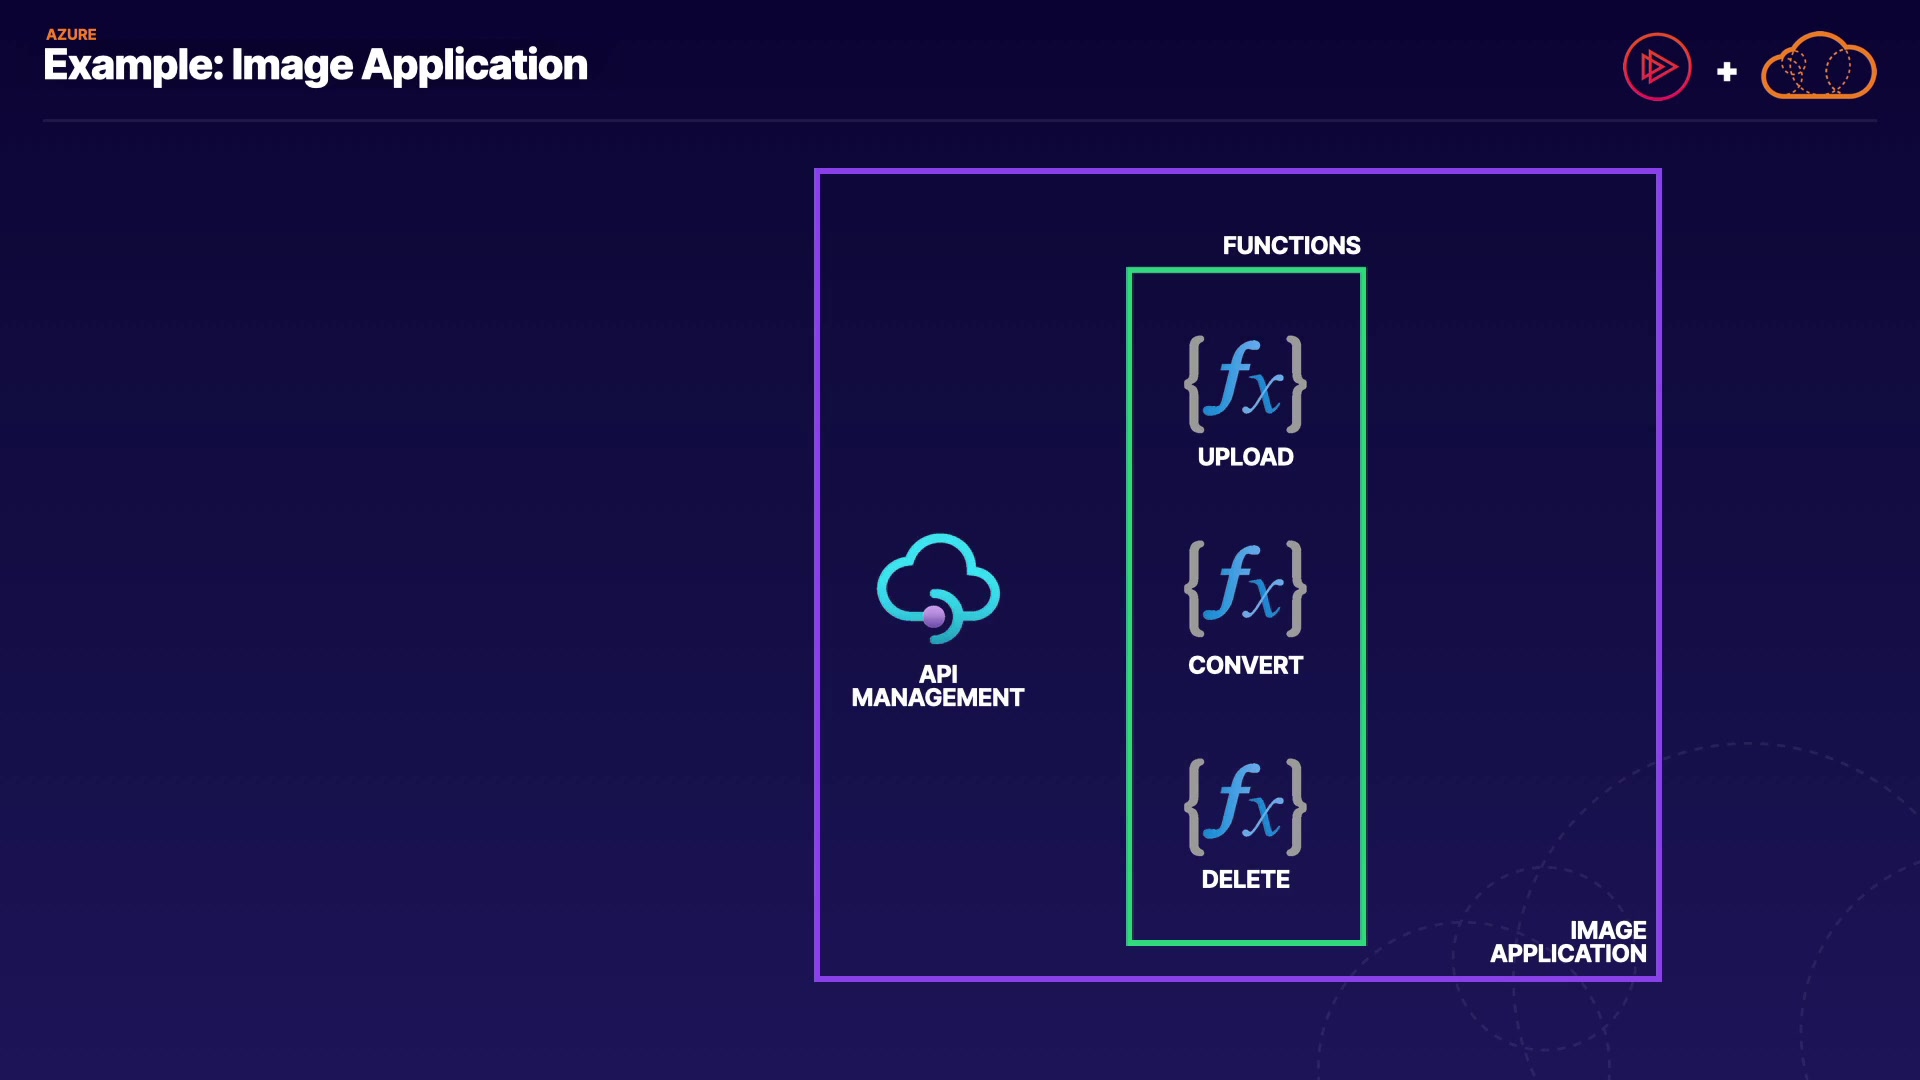 AZURE
Example: Image Application
FUNCTIONS
fx
UPLOAD
fx
CONVERT
API
MANAGEMENT
fx
DELETE
IMAGE
APPLICATION